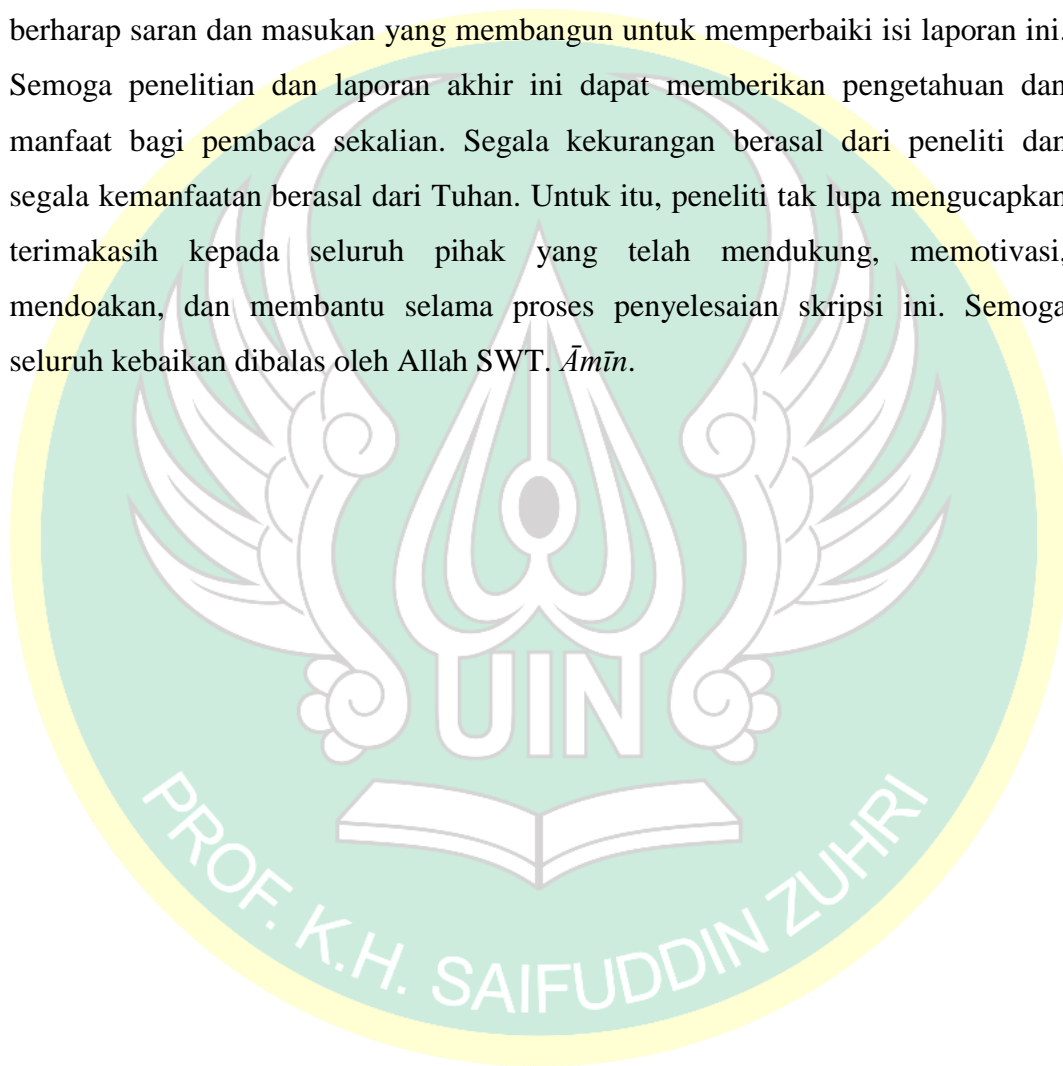 berharap saran dan masukan yang membangun untuk memperbaiki isi laporan ini.
Semoga penelitian dan laporan akhir ini dapat memberikan pengetahuan dan
manfaat bagi pembaca sekalian. Segala kekurangan berasal dari peneliti dan
segala kemanfaatan berasal dari Tuhan. Untuk itu, peneliti tak lupa mengucapkan
terimakasih kepada seluruh pihak yang telah mendukung, memotivasi,
mendoakan, dan membantu selama proses penyelesaian skripsi ini. Semoga
seluruh kebaikan dibalas oleh Allah SWT. Āmīn.
UIN
PROF. K.H. SAIFUDDIN ZUHRI